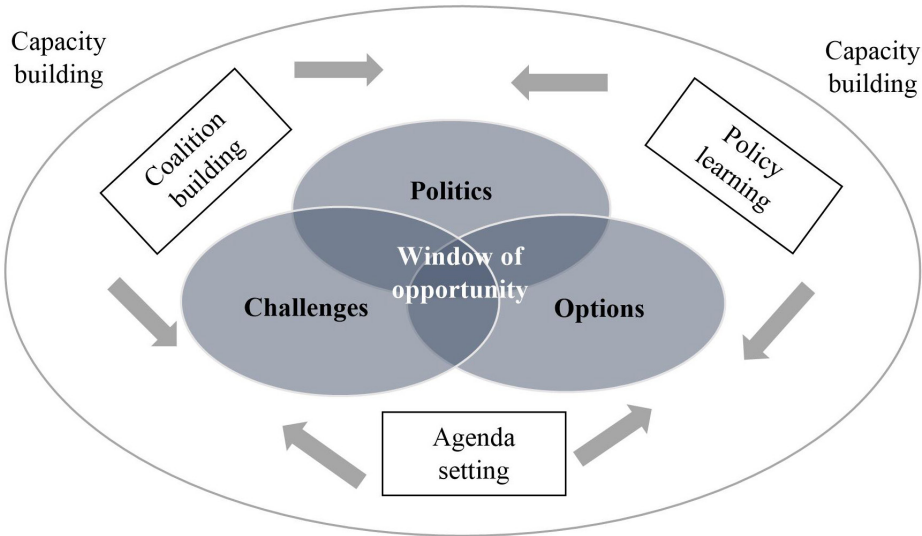 Capacity
building
Capacity
building
Coalition
building
Policy
learning
Politics
Window of
opportunity
Challenges
Options
Agenda
setting